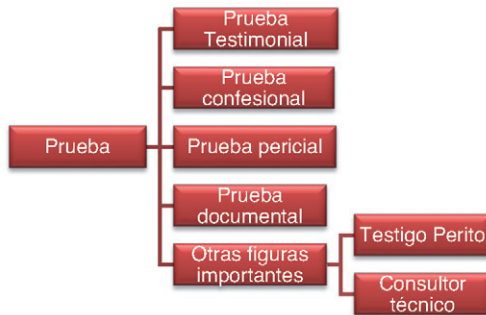 Prueba
Testimonial
Prueba
confesional
Prueba
Prueba pericial
Prueba
documental
Otras figuras
importantes
Testigo Perito
Consultor
técnico